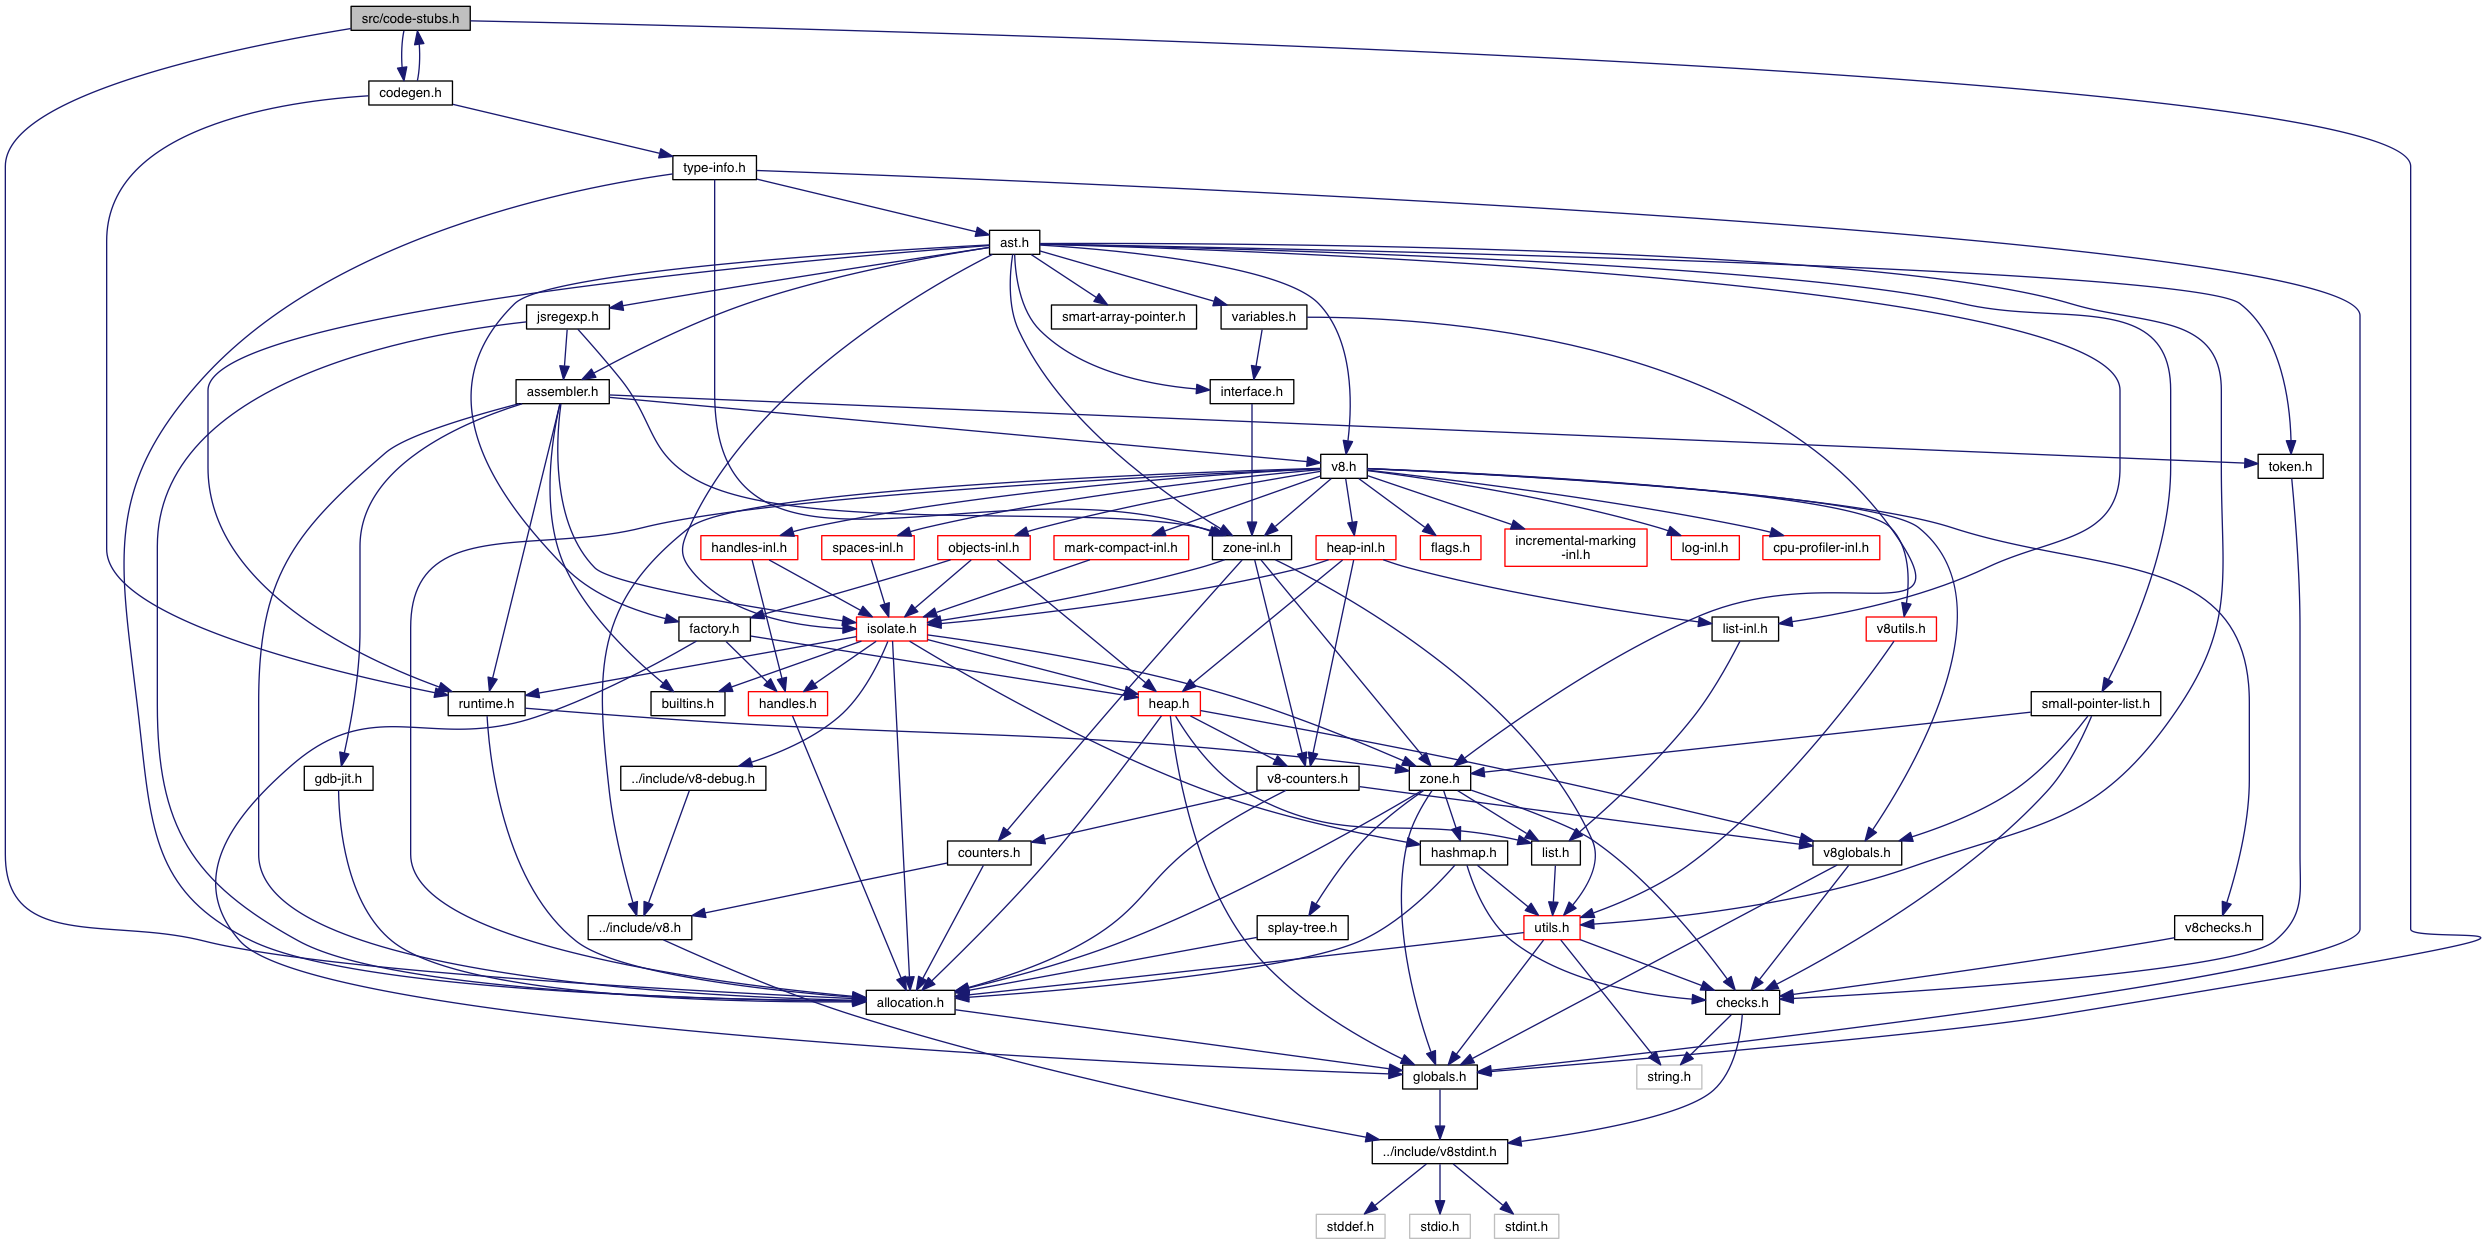 src/code-stubs.h
codegen.h
type-info.h
ast.h
jsregexp.h
smart-array-pointer.h
variables.h
assembler.h
interface.h
v8.h
token.h
handles-inl.h
spaces-inl.h
objects-inl.h
mark-compact-inl.h
zone-inl.h
heap-inl.h
flags.h
incremental-marking
-inl.h
log-inl.h
cpu-profiler-inl.h
factory.h
isolate.h
list-inl.h
v8utils.h
runtime.h
builtins.h
handles.h
heap.h
small-pointer-list.h
gdb-jit.h
../include/v8-debug.h
v8-counters.h
zone.h
counters.h
hashmap.h
list.h
v8globals.h
../include/v8.h
splay-tree.h
utils.h
v8checks.h
allocation.h
checks.h
globals.h
string.h
../include/v8stdint.h
stddef.h
stdio.h
stdint.h